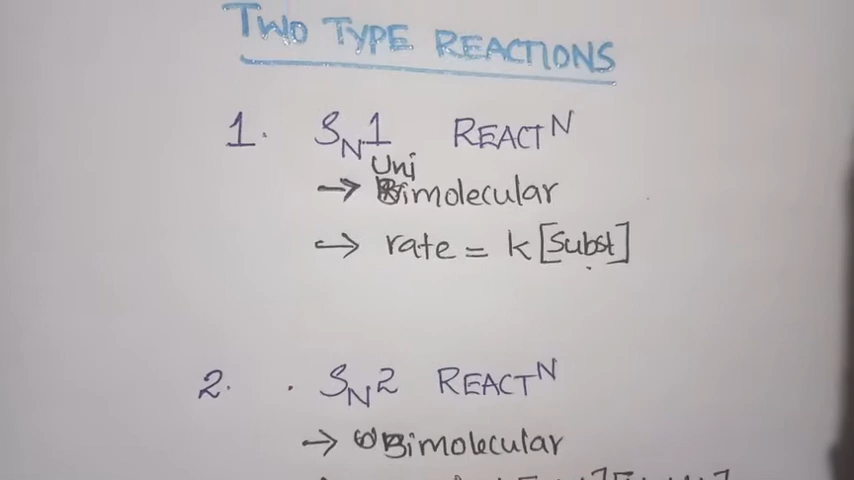 TWO TYPE REACTIONS
1. SN1 REACTN
Uni
→ Bimolecular
→ rate = k [Subst]
2. SN2 REACTN
→ Bimolecular